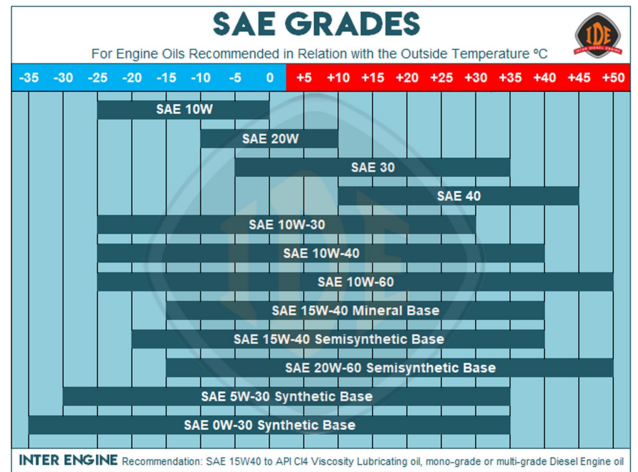 SAE GRADES
For Engine Oils Recommended in Relation with the Outside Temperature ºC
IDE
-35 -30 -25 -20 -15 -10 -5 0 +5 +10 +15 +20 +25 +30 +35 +40 +45 +50
SAE 10W
SAE 20W
SAE 30
SAE 40
SAE 10W-30
SAE 10W-40
SAE 10W-60
SAE 15W-40 Mineral Base
SAE 15W-40 Semisynthetic Base
SAE 20W-60 Semisynthetic Base
SAE 5W-30 Synthetic Base
SAE 0W-30 Synthetic Base
IDE
INTER ENGINE Recommendation: SAE 15W40 to API CI4 Viscosity Lubricating oil, mono-grade or multi-grade Diesel Engine oil